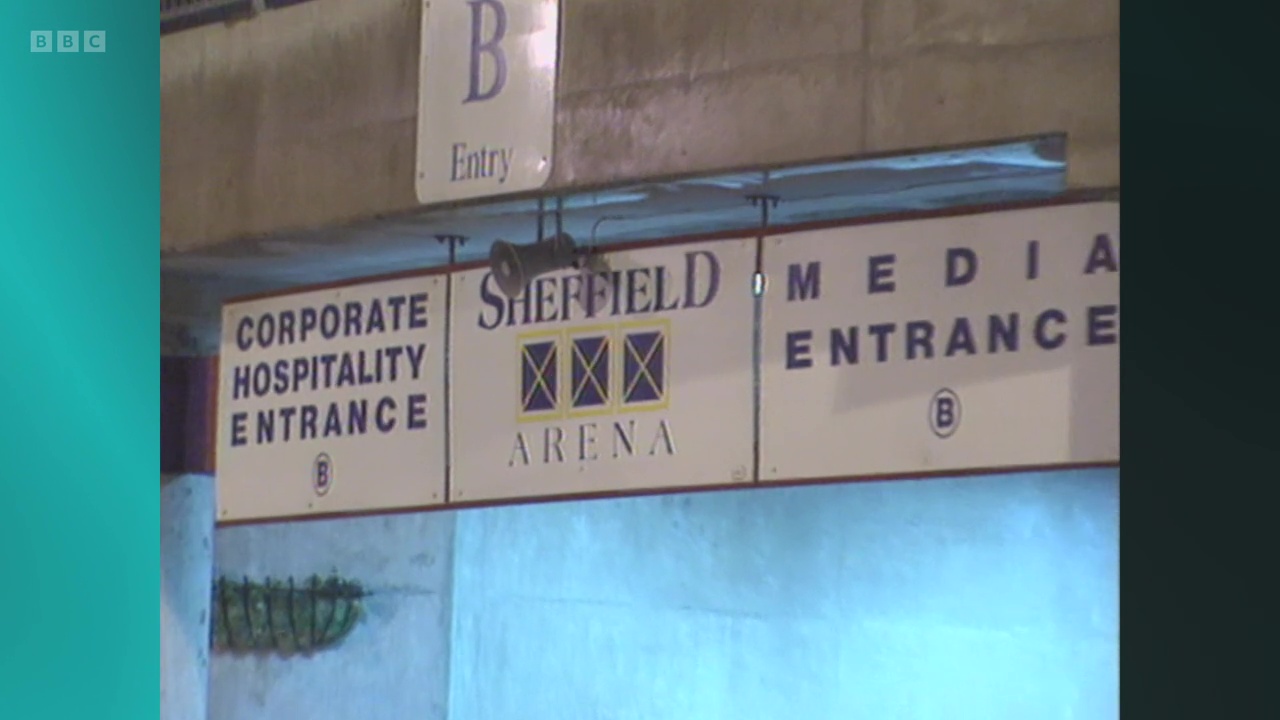 BBC
B
Entry
CORPORATE
HOSPITALITY
ENTRANCE
B
SHEFFIELD
ARENA
MEDIA
ENTRANCE
B